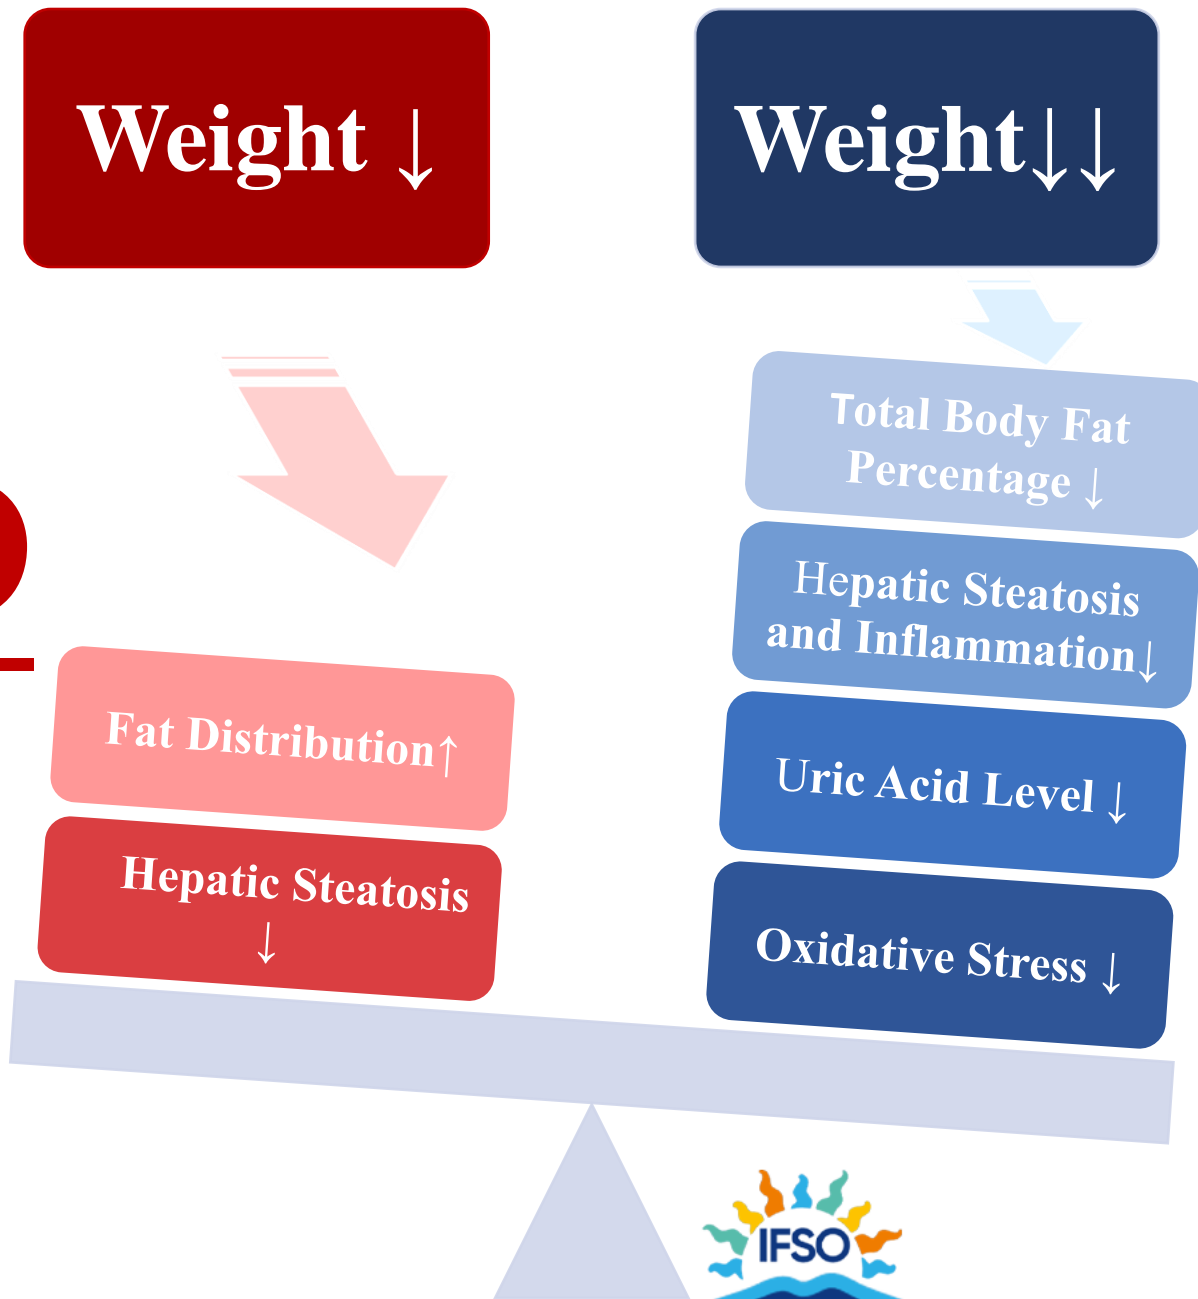 Weight ↓
Weight↓↓
Total Body Fat
Percentage ↓
Hepatic Steatosis
and Inflammation↓
Uric Acid Level ↓
Oxidative Stress ↓
Fat Distribution↑
Hepatic Steatosis
↓
IFSO